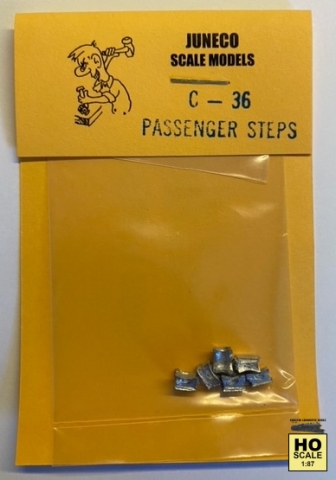 JUNECO
SCALE MODELS
C - 36
PASSENGER STEPS
HO
SCALE
1:87